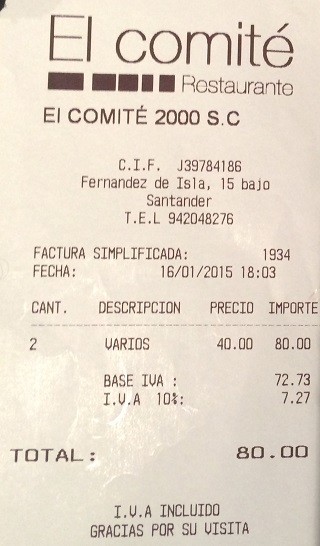 El comité
Restaurante
El COMITÉ 2000 S.C
C.I.F. J39784186
Fernandez de Isla, 15 bajo
Santander
T.E.L 942048276
FACTURA SIMPLIFICADA: 1934
FECHA: 16/01/2015 18:03
CANT. DESCRIPCION PRECIO IMPORTE
2 VARIOS 40.00 80.00
BASE IVA : 72.73
I.V.A 10%: 7.27
TOTAL: 80.00
I.V.A INCLUIDO
GRACIAS POR SU VISITA